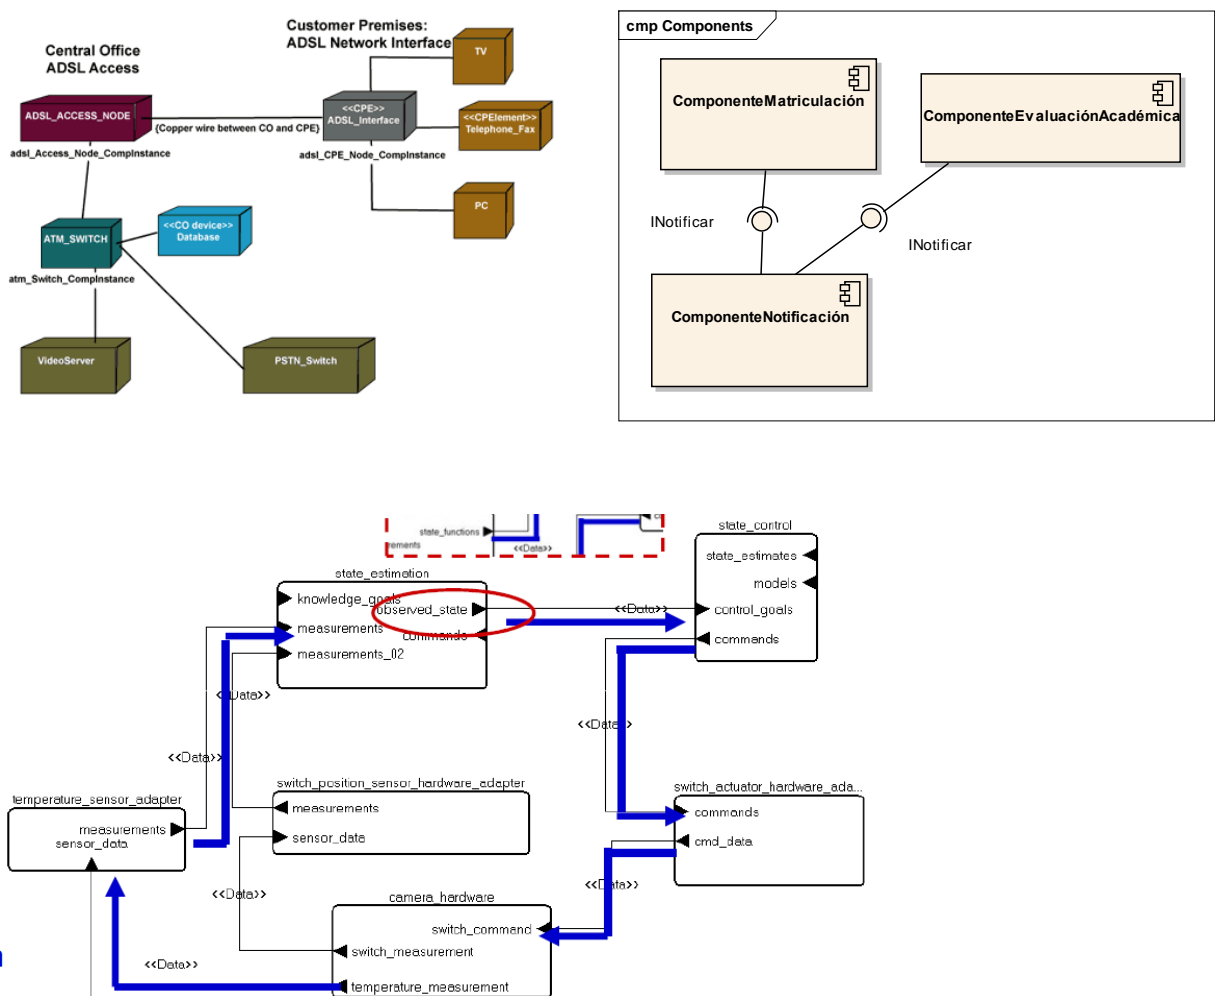 Central Office
ADSL Access
Customer Premises:
ADSL Network Interface
TV
ADSL_ACCESS_NODE
<<CPE>>
ADSL_Interface
<<CPElement>>
Telephone_Fax
{Copper wire between CO and CPE}
adsl_Access_Node_CompInstance
adsl_CPE_Node_CompInstance
PC
ATM_SWITCH
<<CO device>>
Database
atm_Switch_CompInstance
VideoServer
PSTN_Switch
cmp Components
ComponenteMatriculación
ComponenteEvaluaciónAcadémica
INotificar
INotificar
ComponenteNotificación
state_functions
rements
<<Data>>
state_control
state_estimates
models
control_goals
commands
state_estimation
knowledge_goals
observed_state
measurements
commands
measurements_02
<<Data>>
<<Data>>
<<Data>>
<<Data>>
switch_position_sensor_hardware_adapter
measurements
sensor_data
temperature_sensor_adapter
measurements
sensor_data
switch_actuator_hardware_ada...
commands
cmd_data
<<Data>>
<<Data>>
camera_hardware
switch_command
switch_measurement
temperature_measurement
<<Data>>